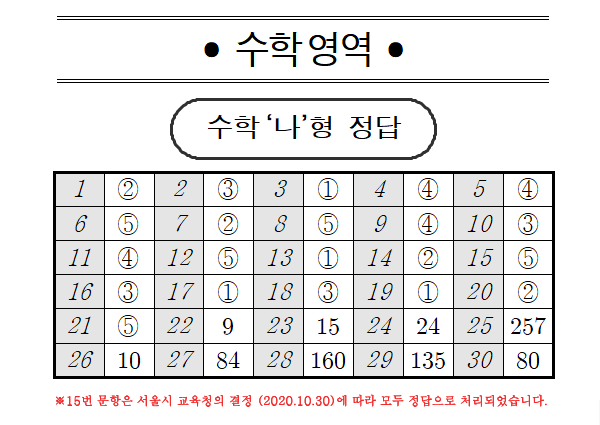 • 수학 영역 •
수학 ‘나’형 정답
1 ② 2 ③ 3 ① 4 ④ 5 ④
6 ⑤ 7 ② 8 ⑤ 9 ④ 10 ③
11 ④ 12 ⑤ 13 ① 14 ② 15 ⑤
16 ③ 17 ① 18 ③ 19 ① 20 ②
21 ⑤ 22 9 23 15 24 24 25 257
26 10 27 84 28 160 29 135 30 80
※15번 문항은 서울시 교육청의 결정 (2020.10.30)에 따라 모두 정답으로 처리되었습니다.